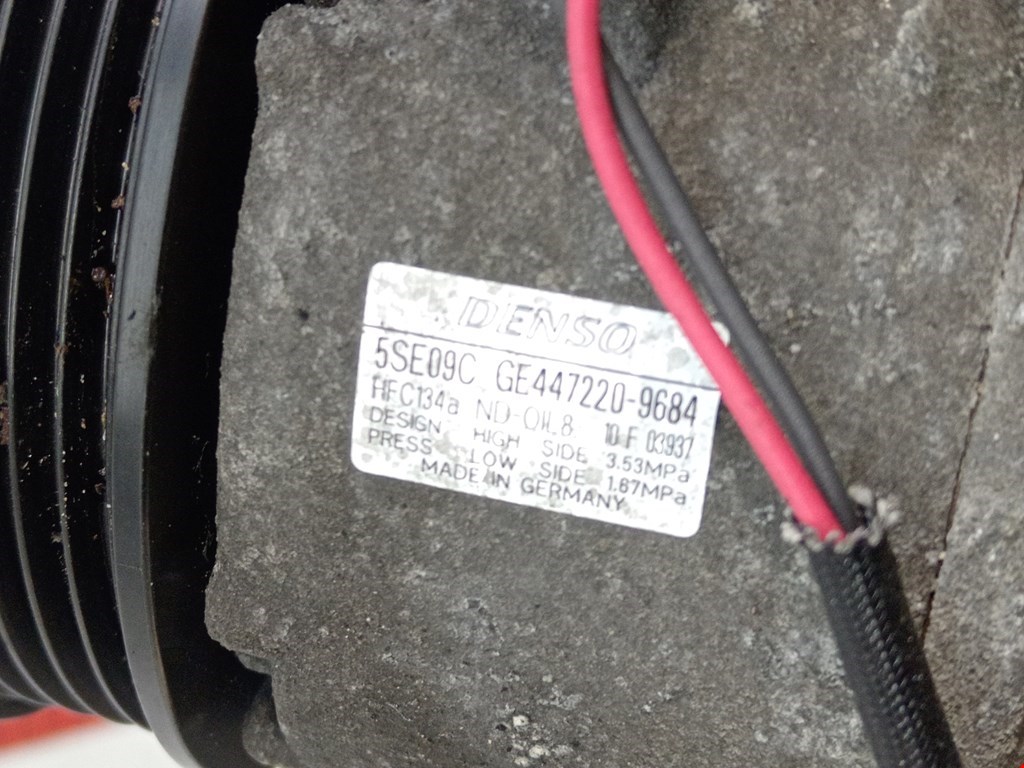 DENSO
5SE09C GE447220-9684
HFC134a ND-OIL8 10 F 03937
DESIGN HIGH SIDE 3.53MPa
PRESS LOW SIDE 1.67MPa
MADE IN GERMANY